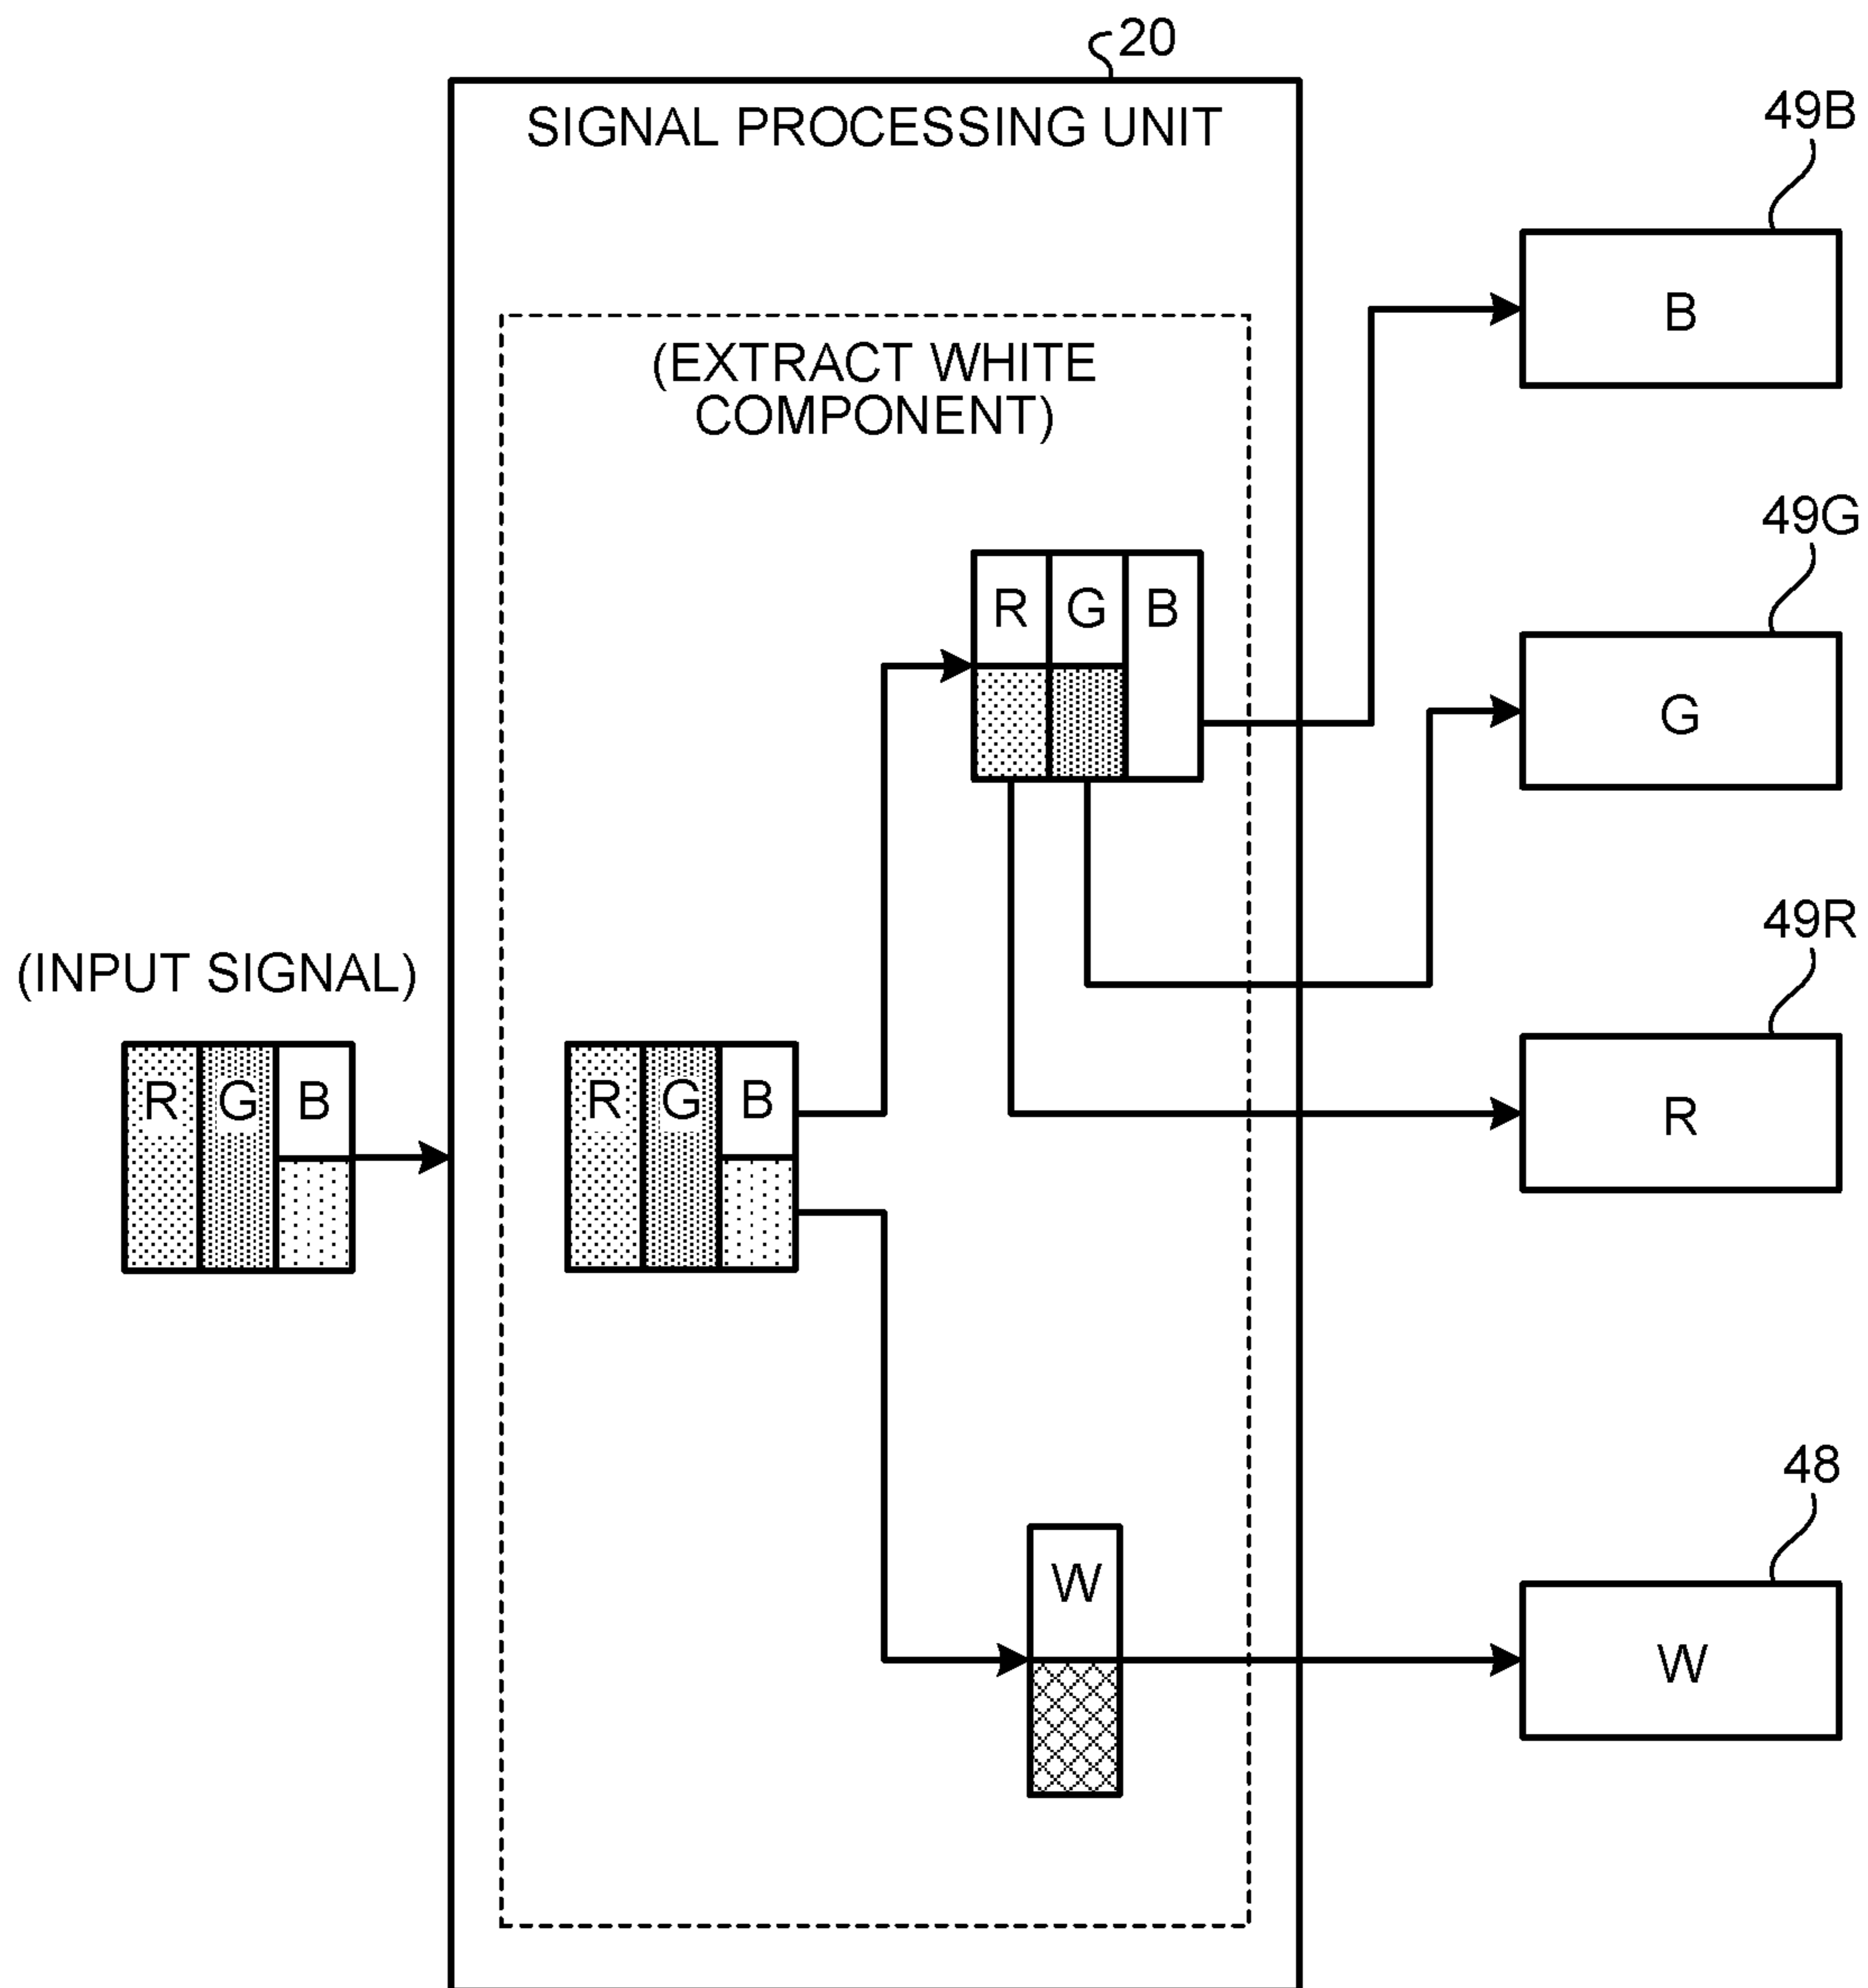 20
SIGNAL PROCESSING UNIT
49B
B
(EXTRACT WHITE
COMPONENT)
49G
R G B
G
49R
(INPUT SIGNAL)
R G B
R G B
R
48
W
W